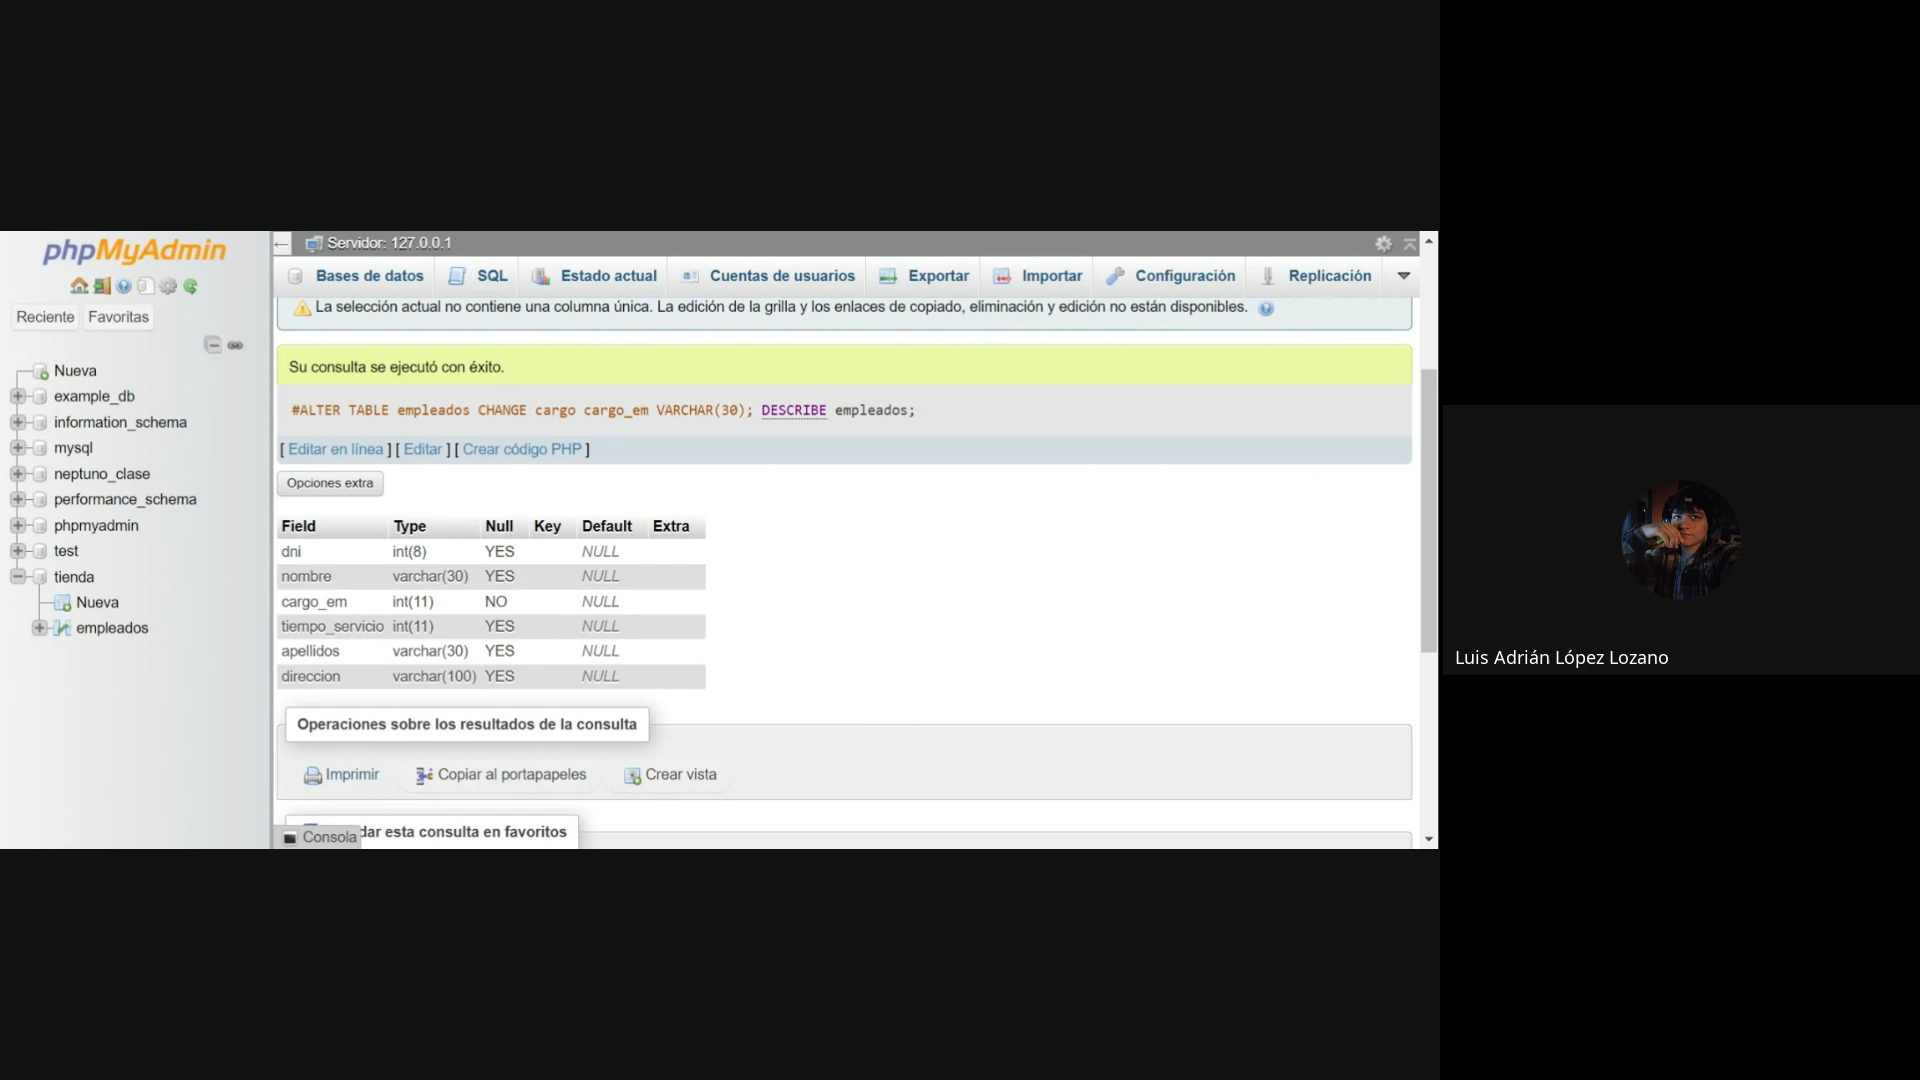 phpMyAdmin
Reciente Favoritas
Nueva
example_db
information_schema
mysql
neptuno_clase
performance_schema
phpmyadmin
test
tienda
Nueva
empleados
Servidor: 127.0.0.1
Bases de datos SQL Estado actual Cuentas de usuarios Exportar Importar Configuración Replicación
La selección actual no contiene una columna única. La edición de la grilla y los enlaces de copiado, eliminación y edición no están disponibles.
Su consulta se ejecutó con éxito.
#ALTER TABLE empleados CHANGE cargo cargo_em VARCHAR(30); DESCRIBE empleados;
[ Editar en línea ] [ Editar ] [ Crear código PHP ]
Opciones extra
Field Type Null Key Default Extra
dni int(8) YES NULL
nombre varchar(30) YES NULL
cargo_em int(11) NO NULL
tiempo_servicio int(11) YES NULL
apellidos varchar(30) YES NULL
direccion varchar(100) YES NULL
Operaciones sobre los resultados de la consulta
Imprimir Copiar al portapapeles Crear vista
dar esta consulta en favoritos
Consola
Luis Adrián López Lozano